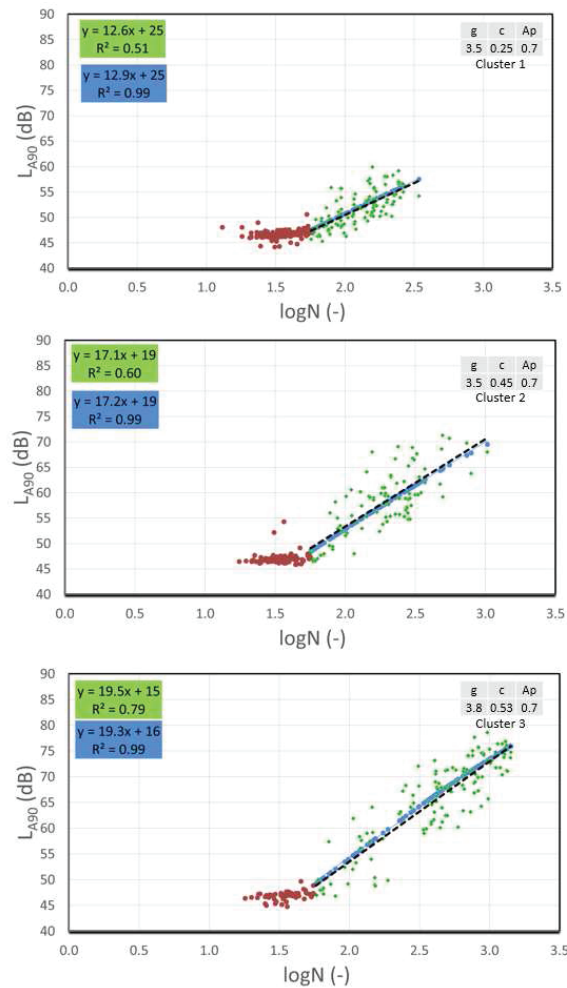 y = 12.6x + 25
R² = 0.51
y = 12.9x + 25
R² = 0.99
g c Ap
3.5 0.25 0.7
Cluster 1
LA90 (dB)
90
85
80
75
70
65
60
55
50
45
40
0.0 0.5 1.0 1.5 2.0 2.5 3.0 3.5
logN (-)
y = 17.1x + 19
R² = 0.60
y = 17.2x + 19
R² = 0.99
g c Ap
3.5 0.45 0.7
Cluster 2
LA90 (dB)
90
85
80
75
70
65
60
55
50
45
40
0.0 0.5 1.0 1.5 2.0 2.5 3.0 3.5
logN (-)
y = 19.5x + 15
R² = 0.79
y = 19.3x + 16
R² = 0.99
g c Ap
3.8 0.53 0.7
Cluster 3
LA90 (dB)
90
85
80
75
70
65
60
55
50
45
40
0.0 0.5 1.0 1.5 2.0 2.5 3.0 3.5
logN (-)